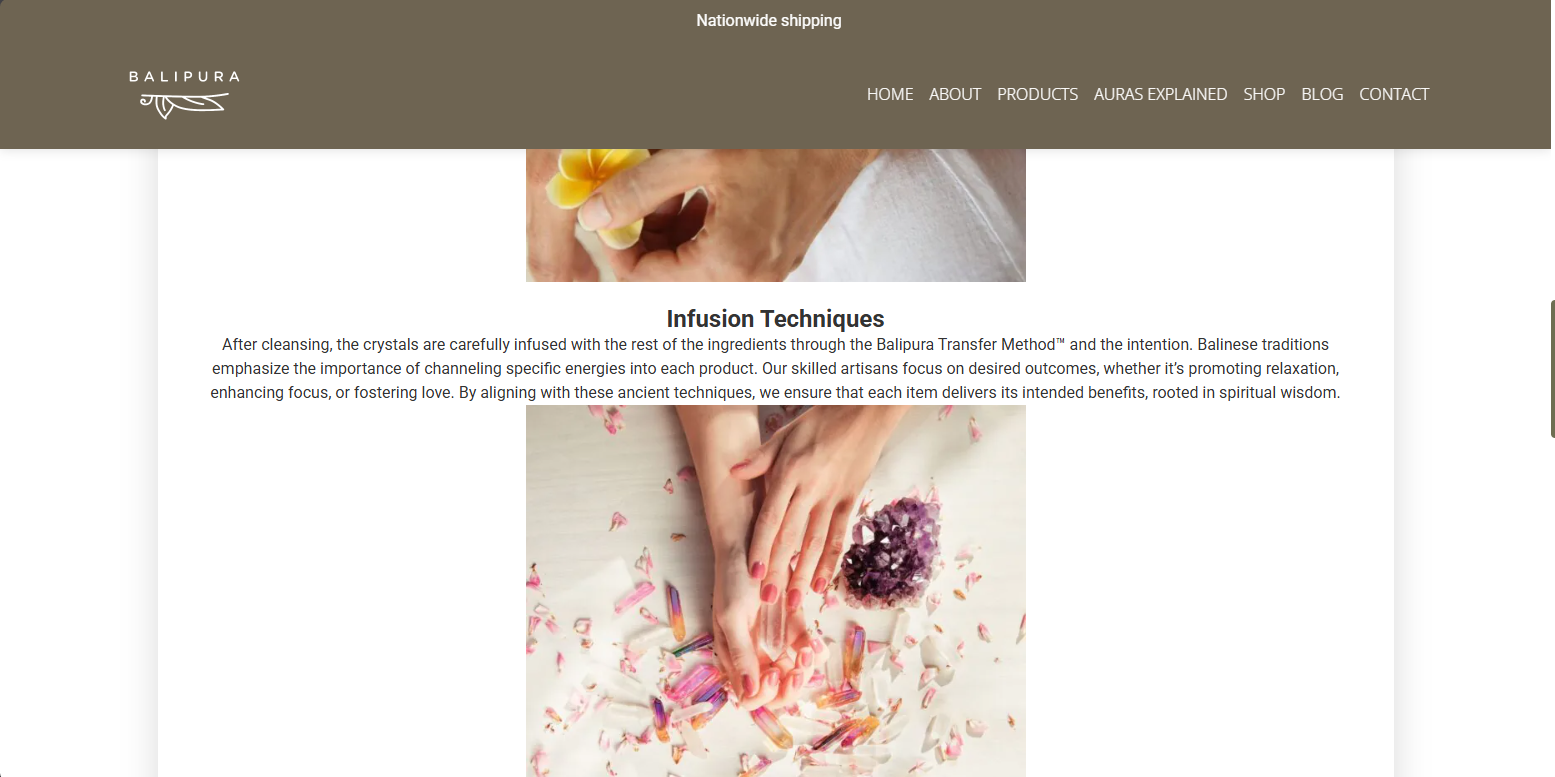 Nationwide shipping
BALIPURA
HOME ABOUT PRODUCTS AURAS EXPLAINED SHOP BLOG CONTACT
Infusion Techniques
After cleansing, the crystals are carefully infused with the rest of the ingredients through the Balipura Transfer Method™ and the intention. Balinese traditions
emphasize the importance of channeling specific energies into each product. Our skilled artisans focus on desired outcomes, whether it’s promoting relaxation,
enhancing focus, or fostering love. By aligning with these ancient techniques, we ensure that each item delivers its intended benefits, rooted in spiritual wisdom.